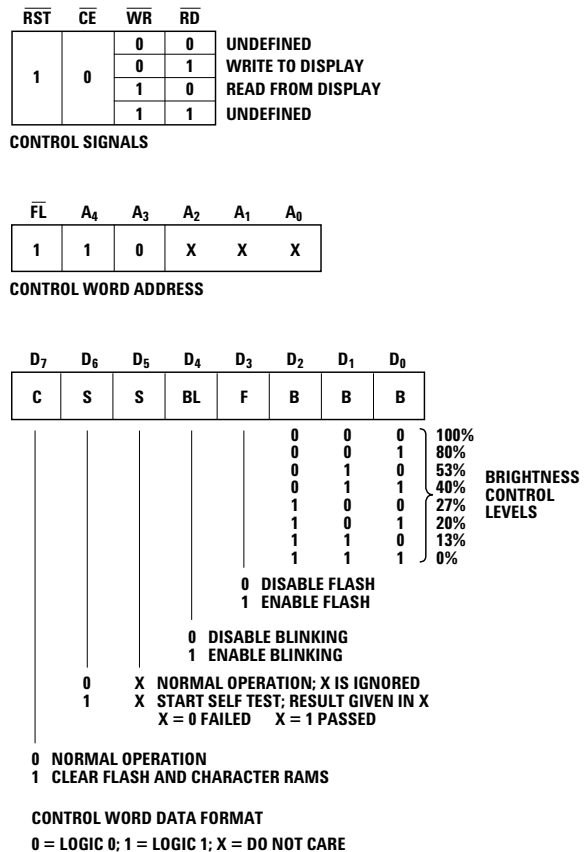 RST CE WR RD
0 0 UNDEFINED
0 1 WRITE TO DISPLAY
1 0
1 0 READ FROM DISPLAY
1 1 UNDEFINED
CONTROL SIGNALS
FL A4 A3 A2 A1 A0
1 1 0 X X X
CONTROL WORD ADDRESS
D7 D6 D5 D4 D3 D2 D1 D0
C S S BL F B B B
0 0 0 100%
0 0 1 80%
0 1 0 53%
0 1 1 40%
1 0 0 27%
1 0 1 20%
1 1 0 13%
1 1 1 0%
BRIGHTNESS
CONTROL
LEVELS
0 DISABLE FLASH
1 ENABLE FLASH
0 DISABLE BLINKING
1 ENABLE BLINKING
0 X NORMAL OPERATION; X IS IGNORED
1 X START SELF TEST; RESULT GIVEN IN X
X = 0 FAILED X = 1 PASSED
0 NORMAL OPERATION
1 CLEAR FLASH AND CHARACTER RAMS
CONTROL WORD DATA FORMAT
0 = LOGIC 0; 1 = LOGIC 1; X = DO NOT CARE